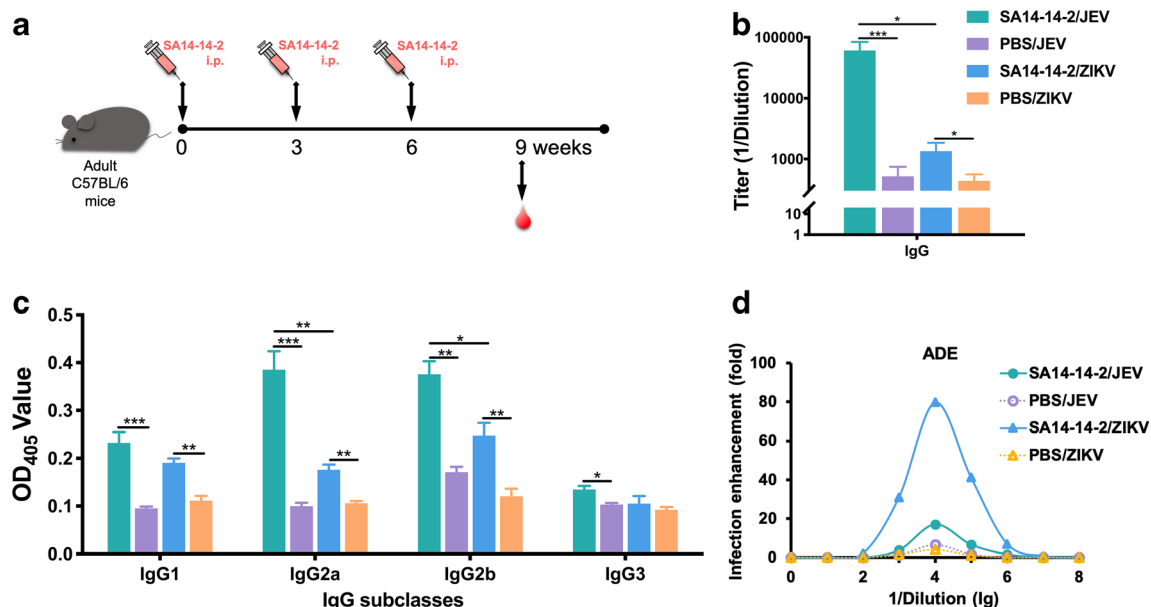 a
SA14-14-2
i.p.
SA14-14-2
i.p.
SA14-14-2
i.p.
0
3
6
9 weeks
Adult
C57BL/6
mice
b
Titer (1/Dilution)
100000
10000
1000
10
1
*
***
*
IgG
SA14-14-2/JEV
PBS/JEV
SA14-14-2/ZIKV
PBS/ZIKV
c
OD405 Value
0.5
0.4
0.3
0.2
0.1
0.0
***
**
**
***
**
*
**
**
*
IgG1
IgG2a
IgG2b
IgG3
IgG subclasses
d
ADE
Infection enhancement (fold)
100
80
60
40
20
0
0
2
4
6
8
1/Dilution (lg)
SA14-14-2/JEV
PBS/JEV
SA14-14-2/ZIKV
PBS/ZIKV